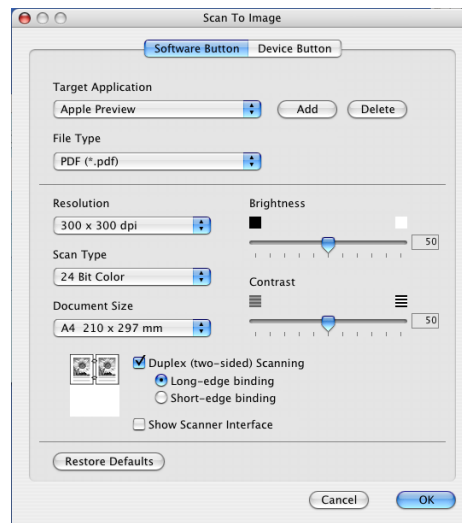 Scan To Image
Software Button Device Button
Target Application
Apple Preview Add Delete
File Type
PDF (*.pdf)
Resolution Brightness
300 x 300 dpi 50
Scan Type
24 Bit Color Contrast
Document Size
A4 210 x 297 mm 50
Duplex (two-sided) Scanning
Long-edge binding
Short-edge binding
Show Scanner Interface
Restore Defaults
Cancel OK